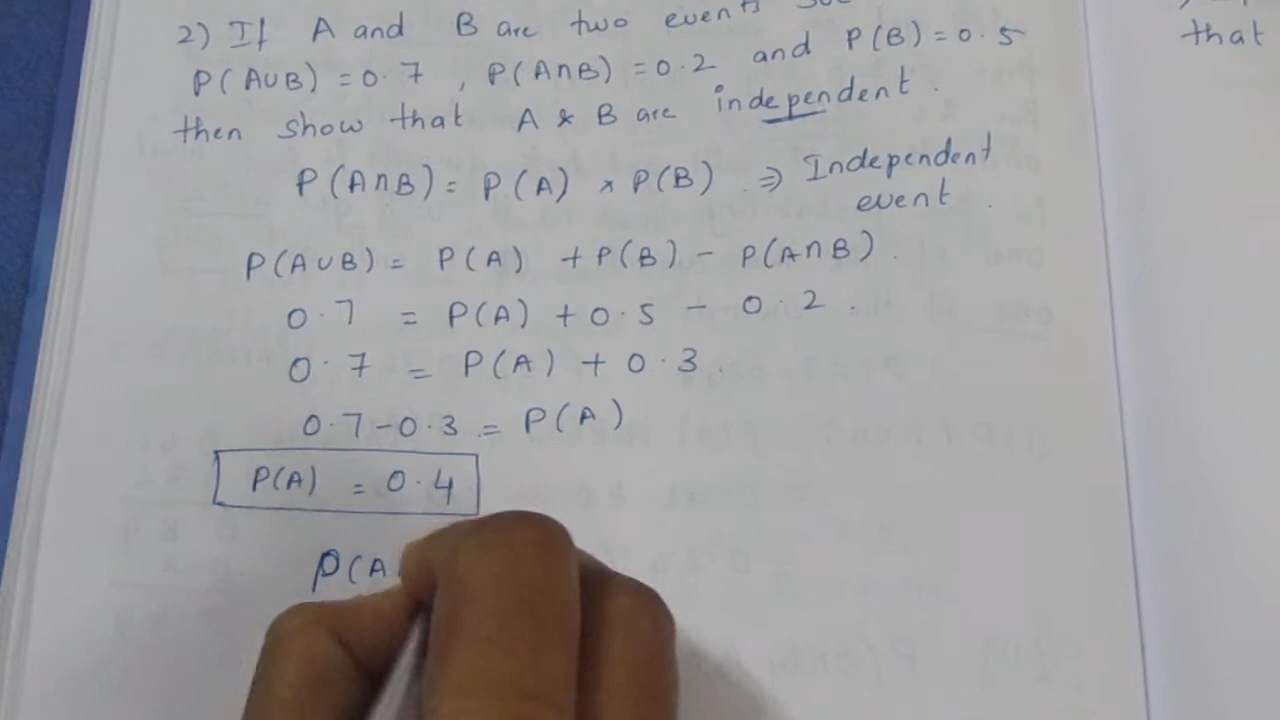 2) If A and B are two events
P(A∪B) = 0.7 , P(A∩B) = 0.2 and P(B) = 0.5
then show that A & B are independent.
P(A∩B) = P(A) × P(B) ⇒ Independent
event .
P(A∪B) = P(A) + P(B) - P(A∩B) .
0.7 = P(A) + 0.5 - 0.2 .
0.7 = P(A) + 0.3 .
0.7 - 0.3 = P(A)
P(A) = 0.4
P(A
that